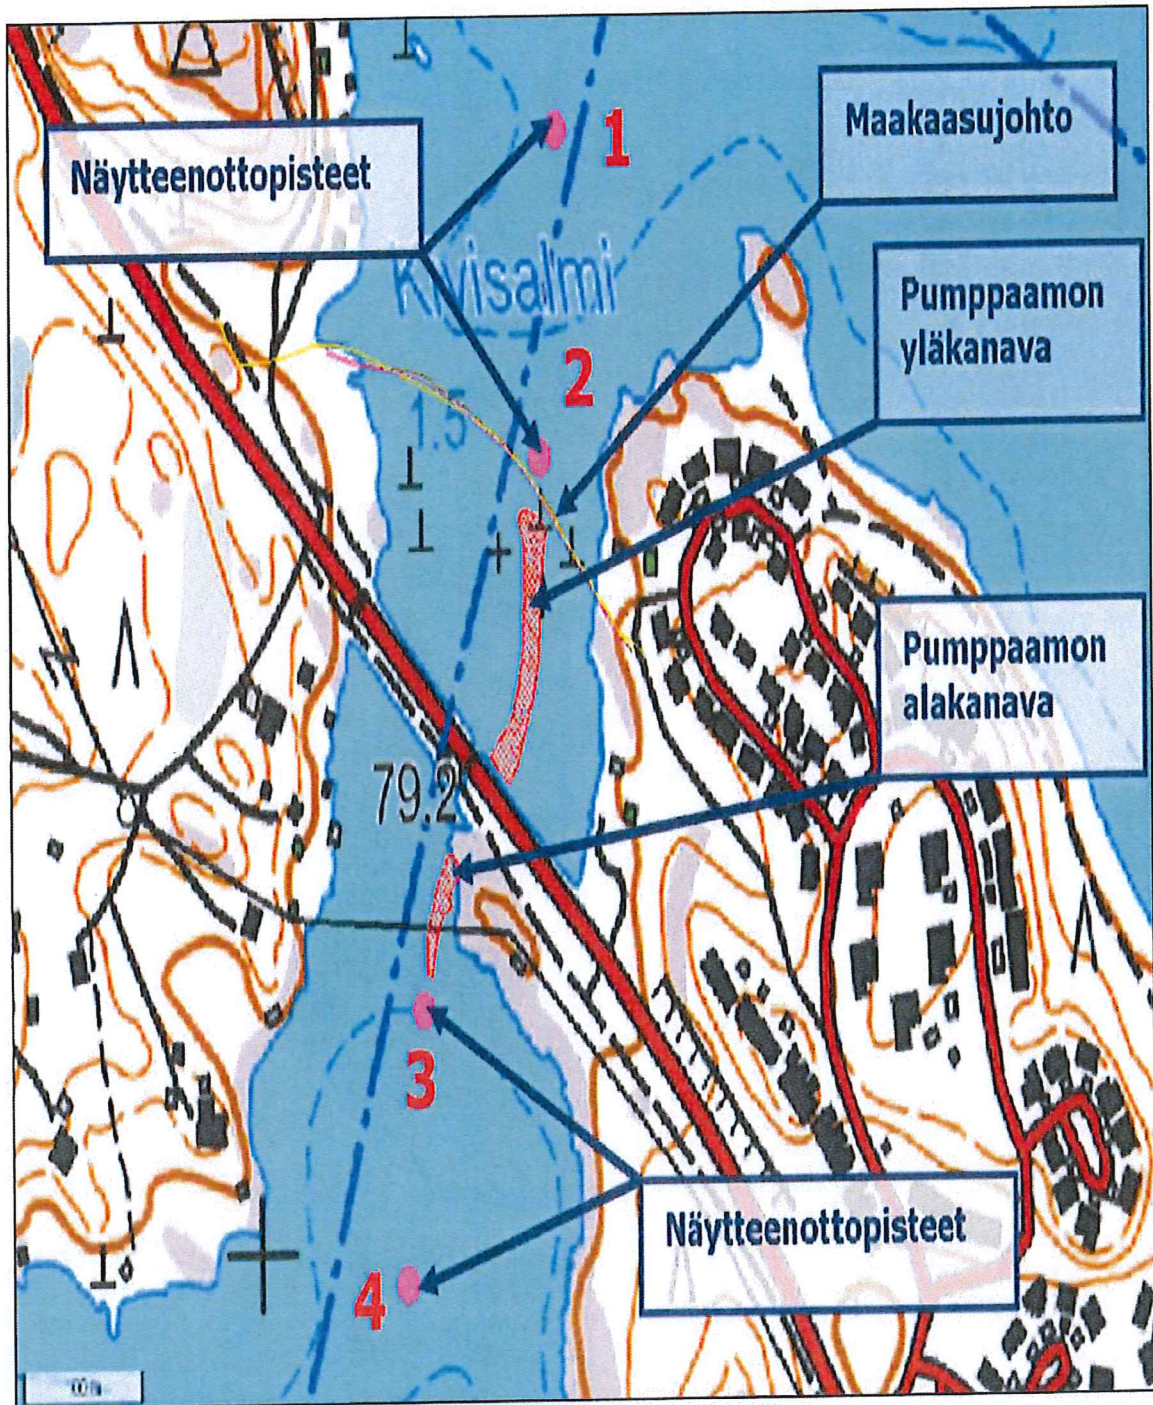 1
Maakaasujohto
Näytteenottopisteet
Kivisalmi
Pumppaamon
yläkanava
2
1.5
Pumppaamon
alakanava
79.2
3
Näytteenottopisteet
4